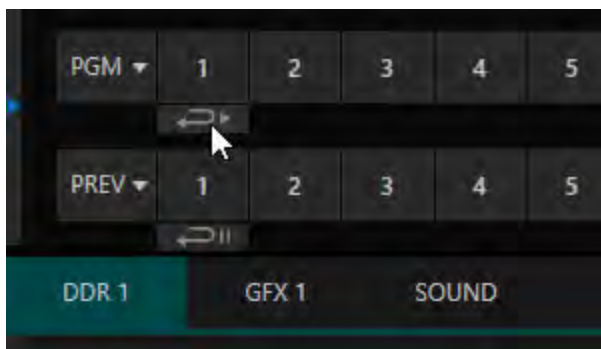 PGM 1 2 3 4 5
PREV 1 2 3 4 5
DDR 1 GFX 1 SOUND